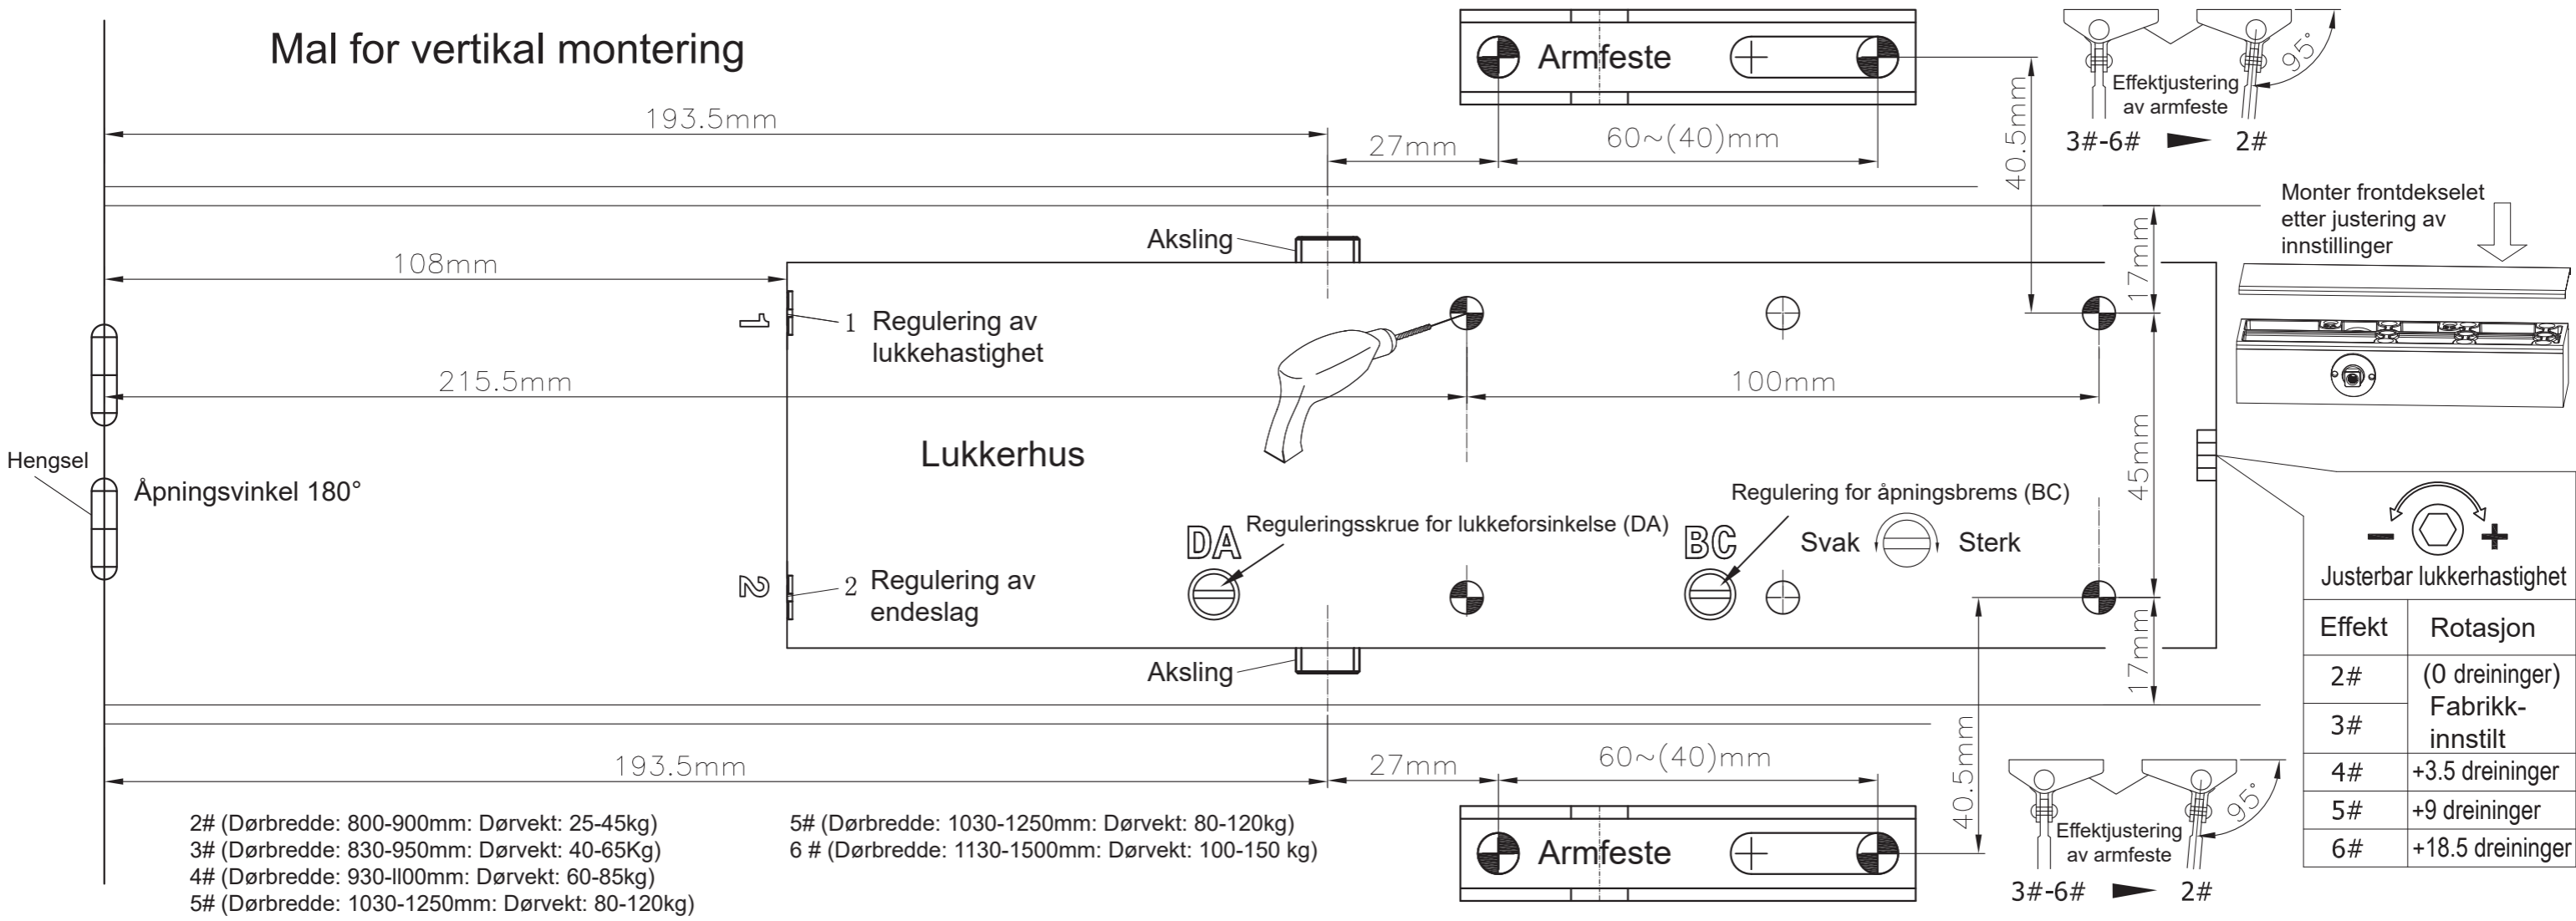 Mal for vertikal montering
Armfeste
95°
Effektjustering
av armfeste
3#-6#
2#
193.5mm
27mm
60~(40)mm
40.5mm
Monter frontdekselet
etter justering av
innstillinger
Aksling
17mm
108mm
1
1 Regulering av
lukkehastighet
215.5mm
100mm
45mm
Hengsel
Åpningsvinkel 180°
Lukkerhus
Regulering for åpningsbrems (BC)
Reguleringsskrue for lukkeforsinkelse (DA)
DA
BC
Svak
Sterk
2
2 Regulering av
endeslag
- +
Justerbar lukkerhastighet
Effekt Rotasjon
2# (0 dreininger)
3# Fabrikk-
innstilt
4# +3.5 dreininger
5# +9 dreininger
6# +18.5 dreininger
Aksling
17mm
193.5mm
27mm
60~(40)mm
40.5mm
Armfeste
95°
Effektjustering
av armfeste
3#-6#
2#
2# (Dørbredde: 800-900mm: Dørvekt: 25-45kg)
3# (Dørbredde: 830-950mm: Dørvekt: 40-65Kg)
4# (Dørbredde: 930-ll00mm: Dørvekt: 60-85kg)
5# (Dørbredde: 1030-1250mm: Dørvekt: 80-120kg)
5# (Dørbredde: 1030-1250mm: Dørvekt: 80-120kg)
6 # (Dørbredde: 1130-1500mm: Dørvekt: 100-150 kg)